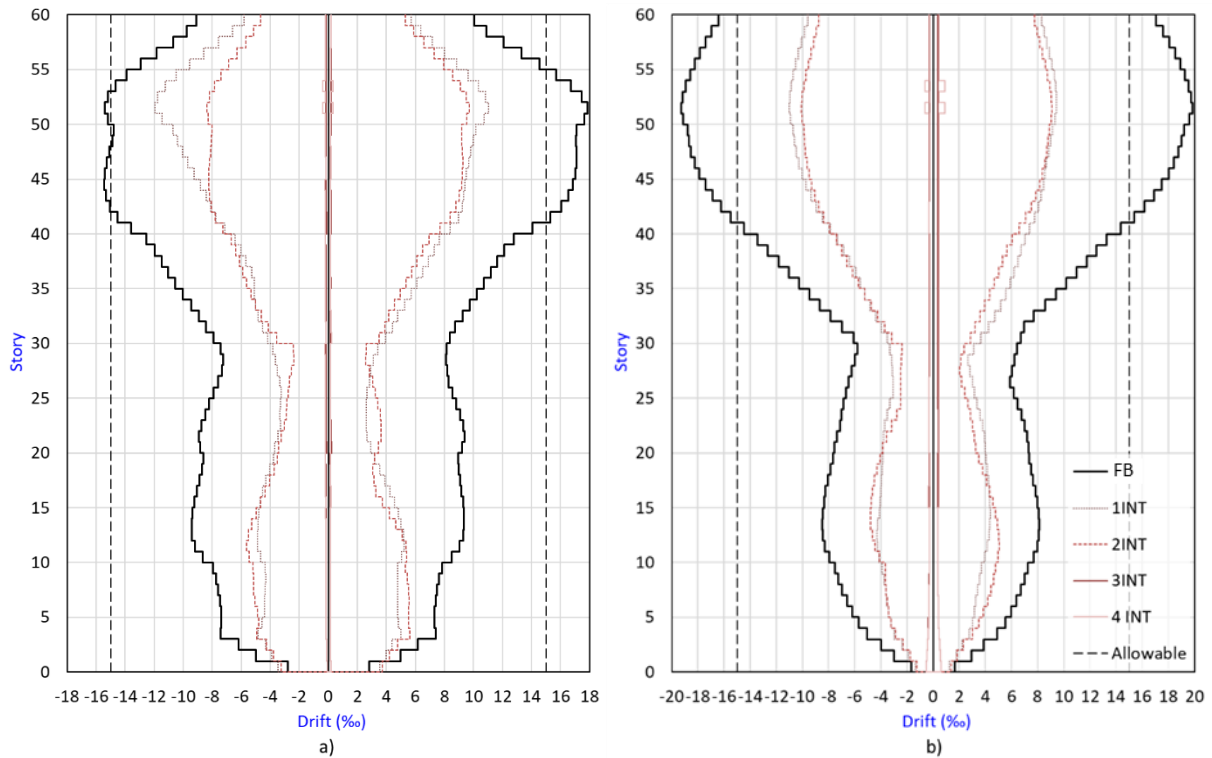 60
55
50
45
40
35
30
25
20
15
10
5
0
Story
-18 -16 -14 -12 -10 -8 -6 -4 -2 0 2 4 6 8 10 12 14 16 18
Drift (‰)
a)
60
55
50
45
40
35
30
25
20
15
10
5
0
Story
FB
1INT
2INT
3INT
4 INT
Allowable
-20 -18 -16 -14 -12 -10 -8 -6 -4 -2 0 2 4 6 8 10 12 14 16 18 20
Drift (‰)
b)